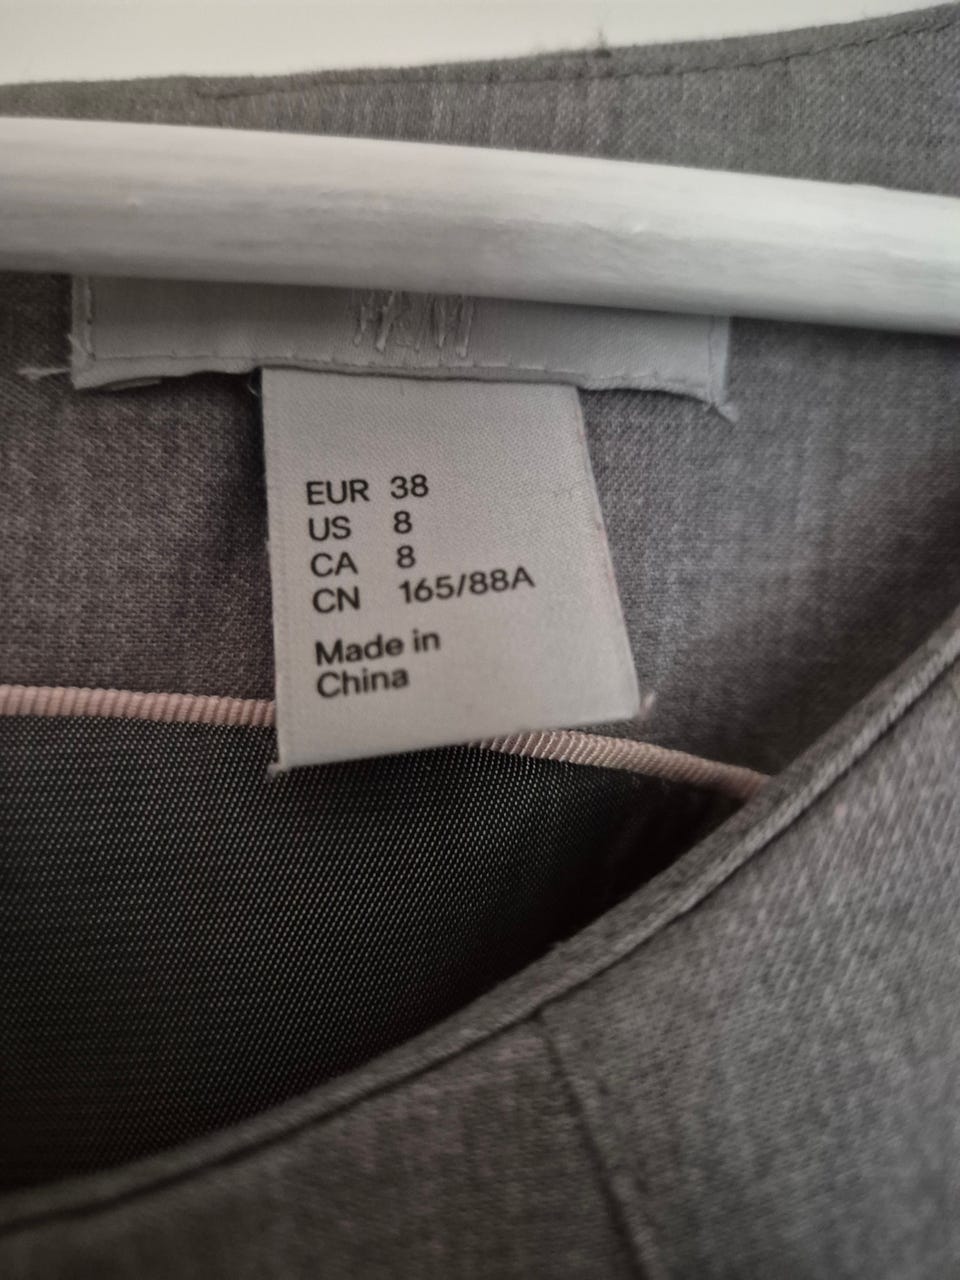 H&M
EUR 38
US 8
CA 8
CN 165/88A
Made in
China